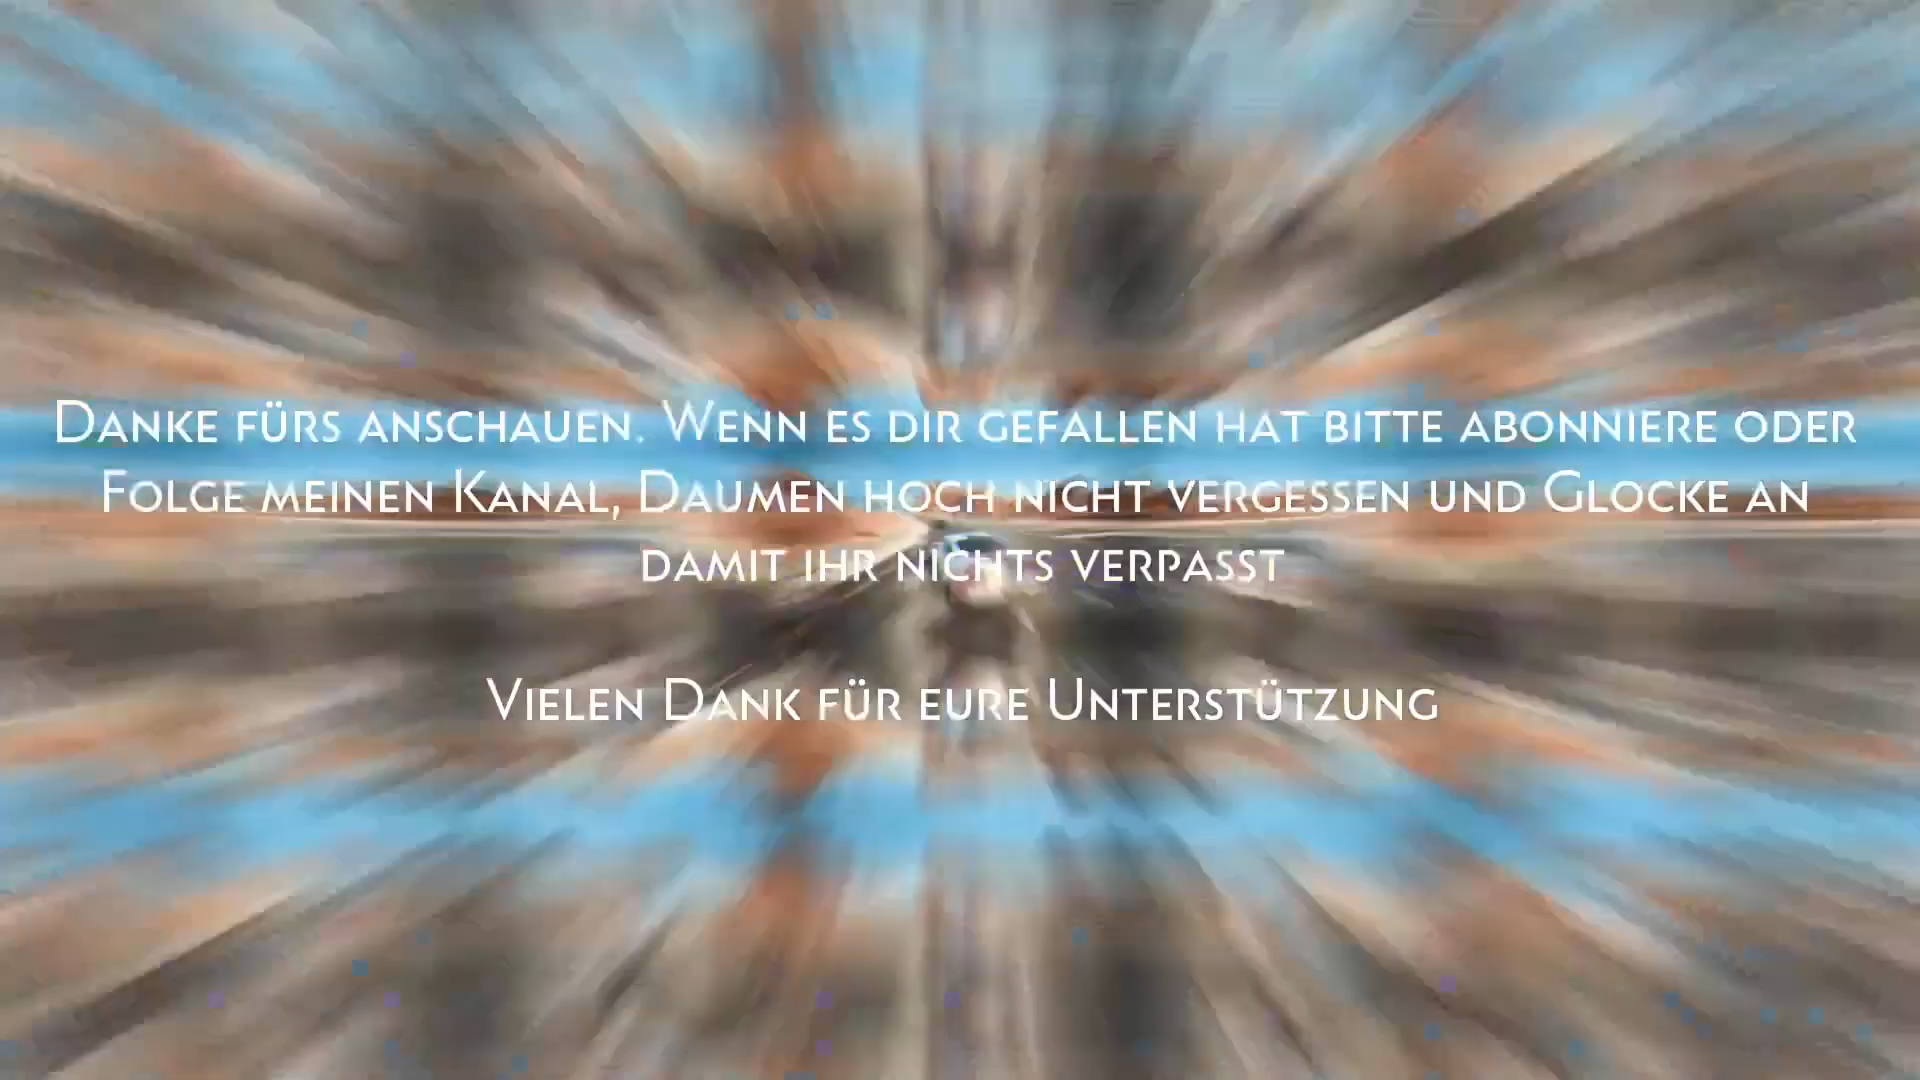 Danke fürs anschauen. Wenn es dir gefallen hat bitte abonniere oder
Folge meinen Kanal, Daumen hoch nicht vergessen und Glocke an
damit ihr nichts verpasst
Vielen Dank für eure Unterstützung